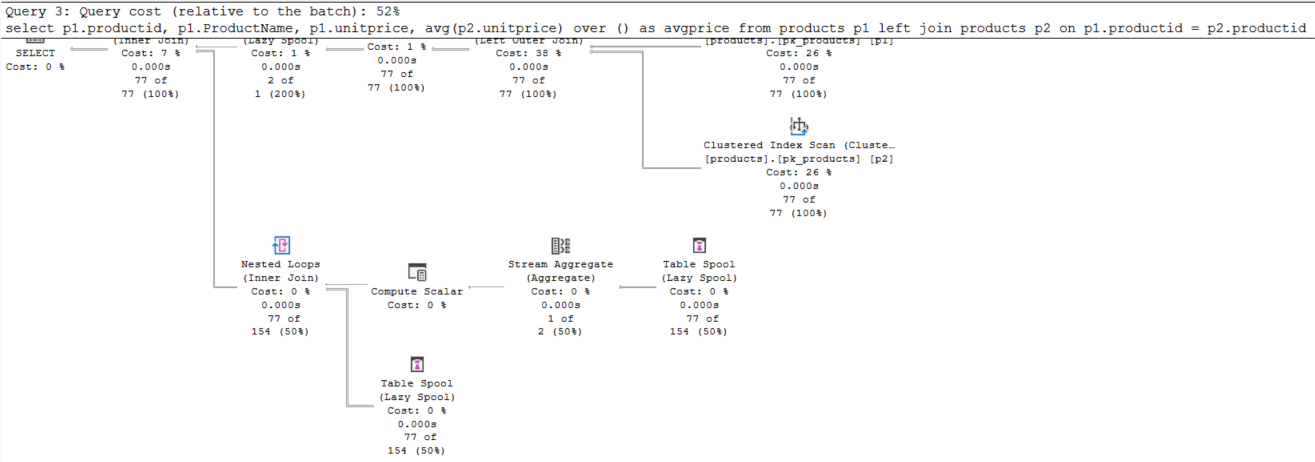 Query 3: Query cost (relative to the batch): 52%
select p1.productid, p1.ProductName, p1.unitprice, avg(p2.unitprice) over () as avgprice from products p1 left join products p2 on p1.productid = p2.productid
SELECT
Cost: 0 %
(Inner Join)
Cost: 7 %
0.000s
77 of
77 (100%)
(Lazy Spool)
Cost: 1 %
0.000s
2 of
1 (200%)
Cost: 1 %
0.000s
77 of
77 (100%)
(Left Outer Join)
Cost: 38 %
0.000s
77 of
77 (100%)
[products].[pk_products] [p1]
Cost: 26 %
0.000s
77 of
77 (100%)
Clustered Index Scan (Cluste…
[products].[pk_products] [p2]
Cost: 26 %
0.000s
77 of
77 (100%)
Nested Loops
(Inner Join)
Cost: 0 %
0.000s
77 of
154 (50%)
Compute Scalar
Cost: 0 %
Stream Aggregate
(Aggregate)
Cost: 0 %
0.000s
1 of
2 (50%)
Table Spool
(Lazy Spool)
Cost: 0 %
0.000s
77 of
154 (50%)
Table Spool
(Lazy Spool)
Cost: 0 %
0.000s
77 of
154 (50%)